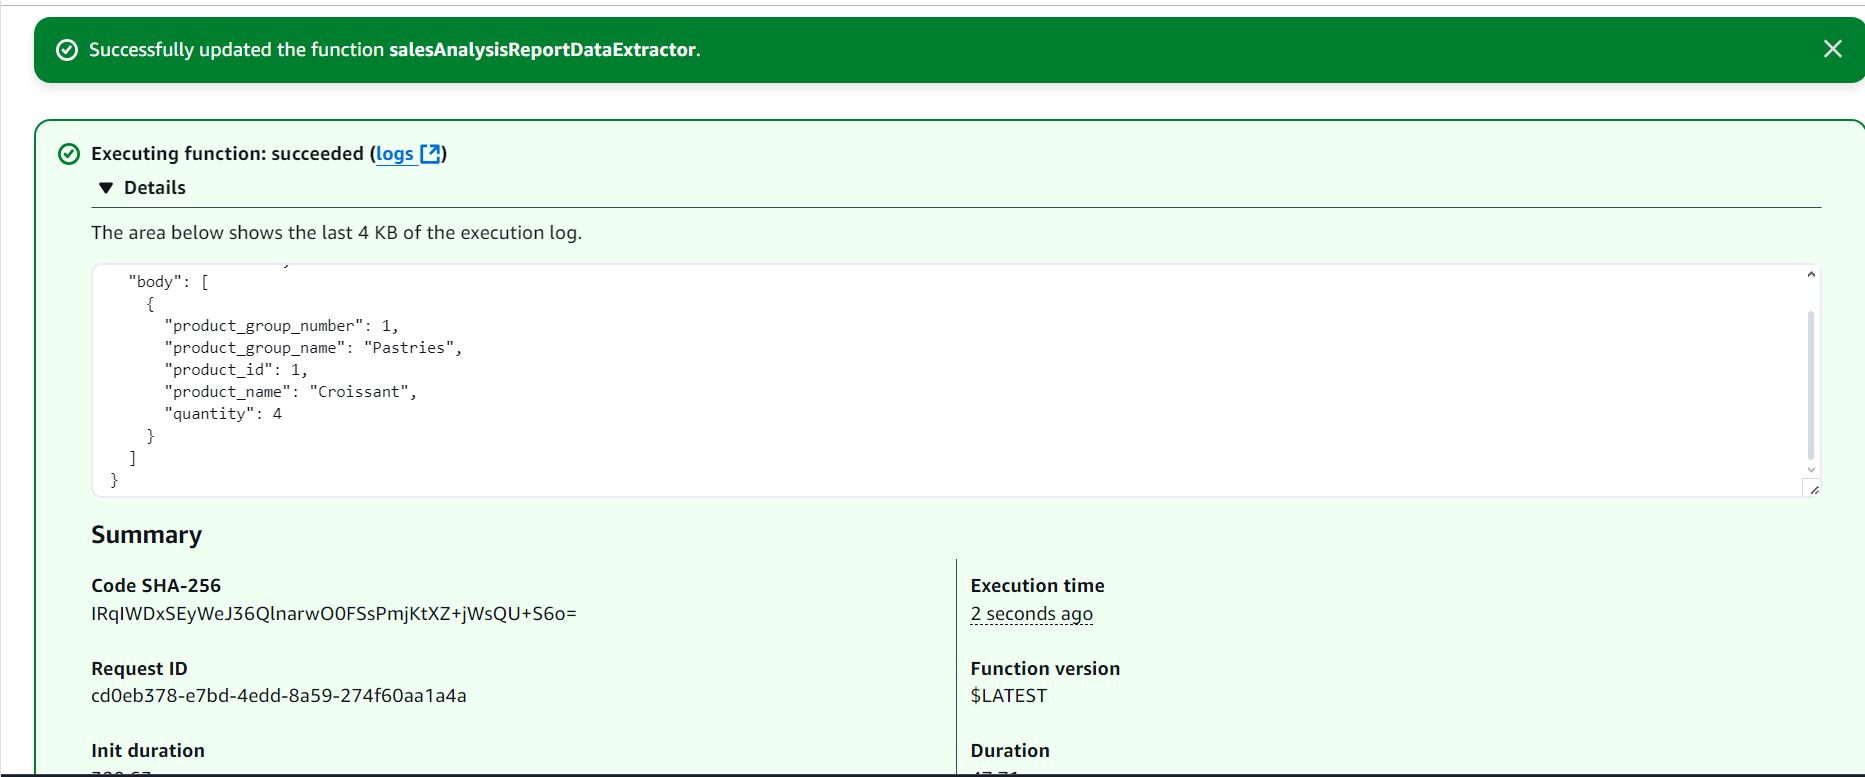 Successfully updated the function salesAnalysisReportDataExtractor.
Executing function: succeeded (logs)
Details
The area below shows the last 4 KB of the execution log.
"body": [
{
"product_group_number": 1,
"product_group_name": "Pastries",
"product_id": 1,
"product_name": "Croissant",
"quantity": 4
}
]
}
Summary
Code SHA-256
IRqIWDxSEyWeJ36QlnarwO0FSsPmjKtXZ+jWsQU+S6o=
Execution time
2 seconds ago
Request ID
cd0eb378-e7bd-4edd-8a59-274f60aa1a4a
Function version
$LATEST
Init duration
Duration